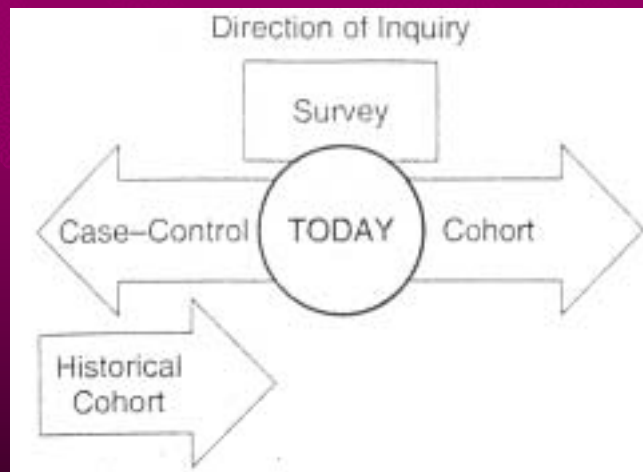 Direction of Inquiry
Survey
Case–Control
TODAY
Cohort
Historical
Cohort